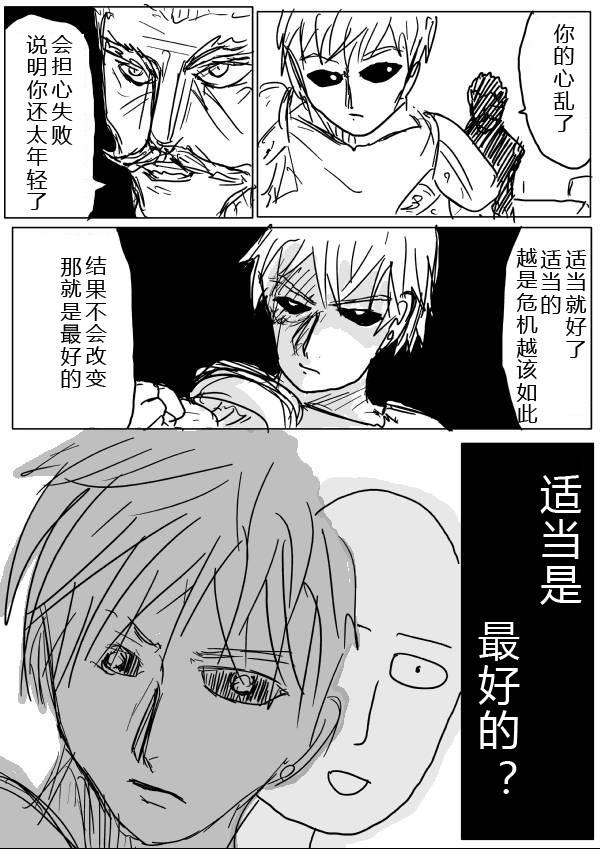 你的心乱了
会担心失败
说明你还太年轻了
适当就好了
适当的
越是危机越该如此
结果不会改变
那就是最好的
适当是
最好的？